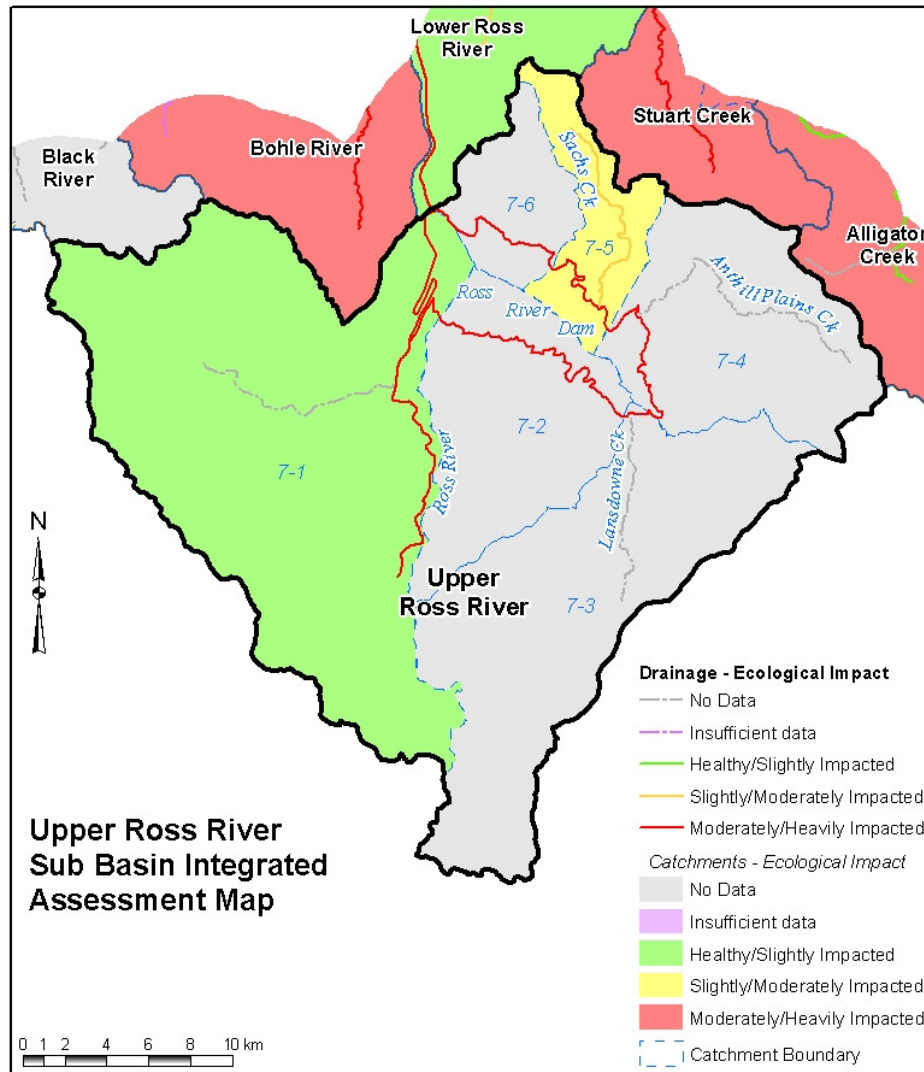 Lower Ross
River
Stuart Creek
Bohle River
Black
River
Sachs Ck
7-6
7-5
Alligator
Creek
Anthill Plains Ck
Ross
River
Dam
7-4
7-2
7-1
Ross River
Lansdowne Ck
N
Upper
Ross River
7-3
Drainage - Ecological Impact
No Data
Insufficient data
Healthy/Slightly Impacted
Slightly/Moderately Impacted
Moderately/Heavily Impacted
Catchments - Ecological Impact
No Data
Insufficient data
Healthy/Slightly Impacted
Slightly/Moderately Impacted
Moderately/Heavily Impacted
Catchment Boundary
Upper Ross River
Sub Basin Integrated
Assessment Map
0 1 2 4 6 8 10 km